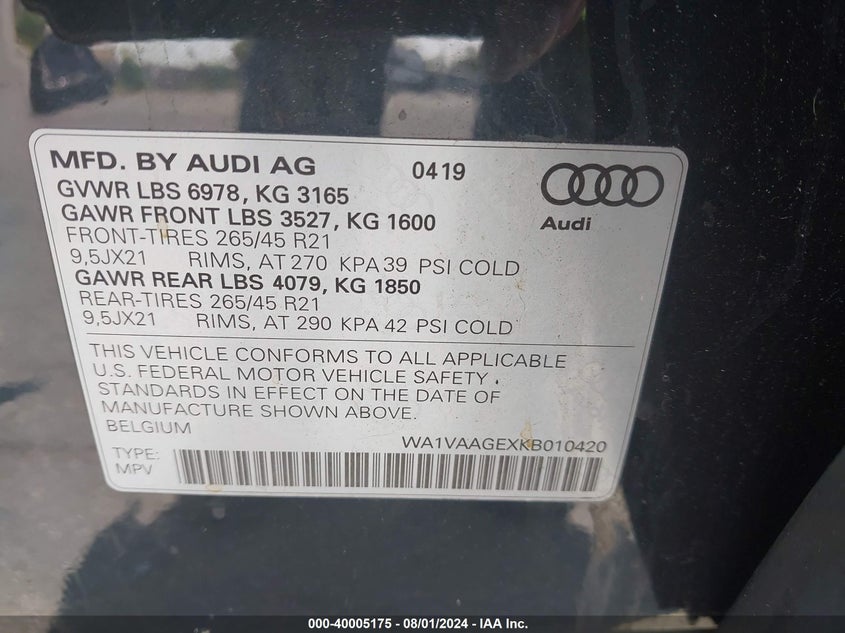 MFD. BY AUDI AG 0419
GVWR LBS 6978, KG 3165
GAWR FRONT LBS 3527, KG 1600
FRONT-TIRES 265/45 R21
9,5JX21 RIMS, AT 270 KPA 39 PSI COLD
GAWR REAR LBS 4079, KG 1850
REAR-TIRES 265/45 R21
9,5JX21 RIMS, AT 290 KPA 42 PSI COLD
Audi
THIS VEHICLE CONFORMS TO ALL APPLICABLE
U.S. FEDERAL MOTOR VEHICLE SAFETY
STANDARDS IN EFFECT ON THE DATE OF
MANUFACTURE SHOWN ABOVE.
BELGIUM
WA1VAAGEXKB010420
TYPE:
MPV
000-40005175 - 08/01/2024 - IAA Inc.